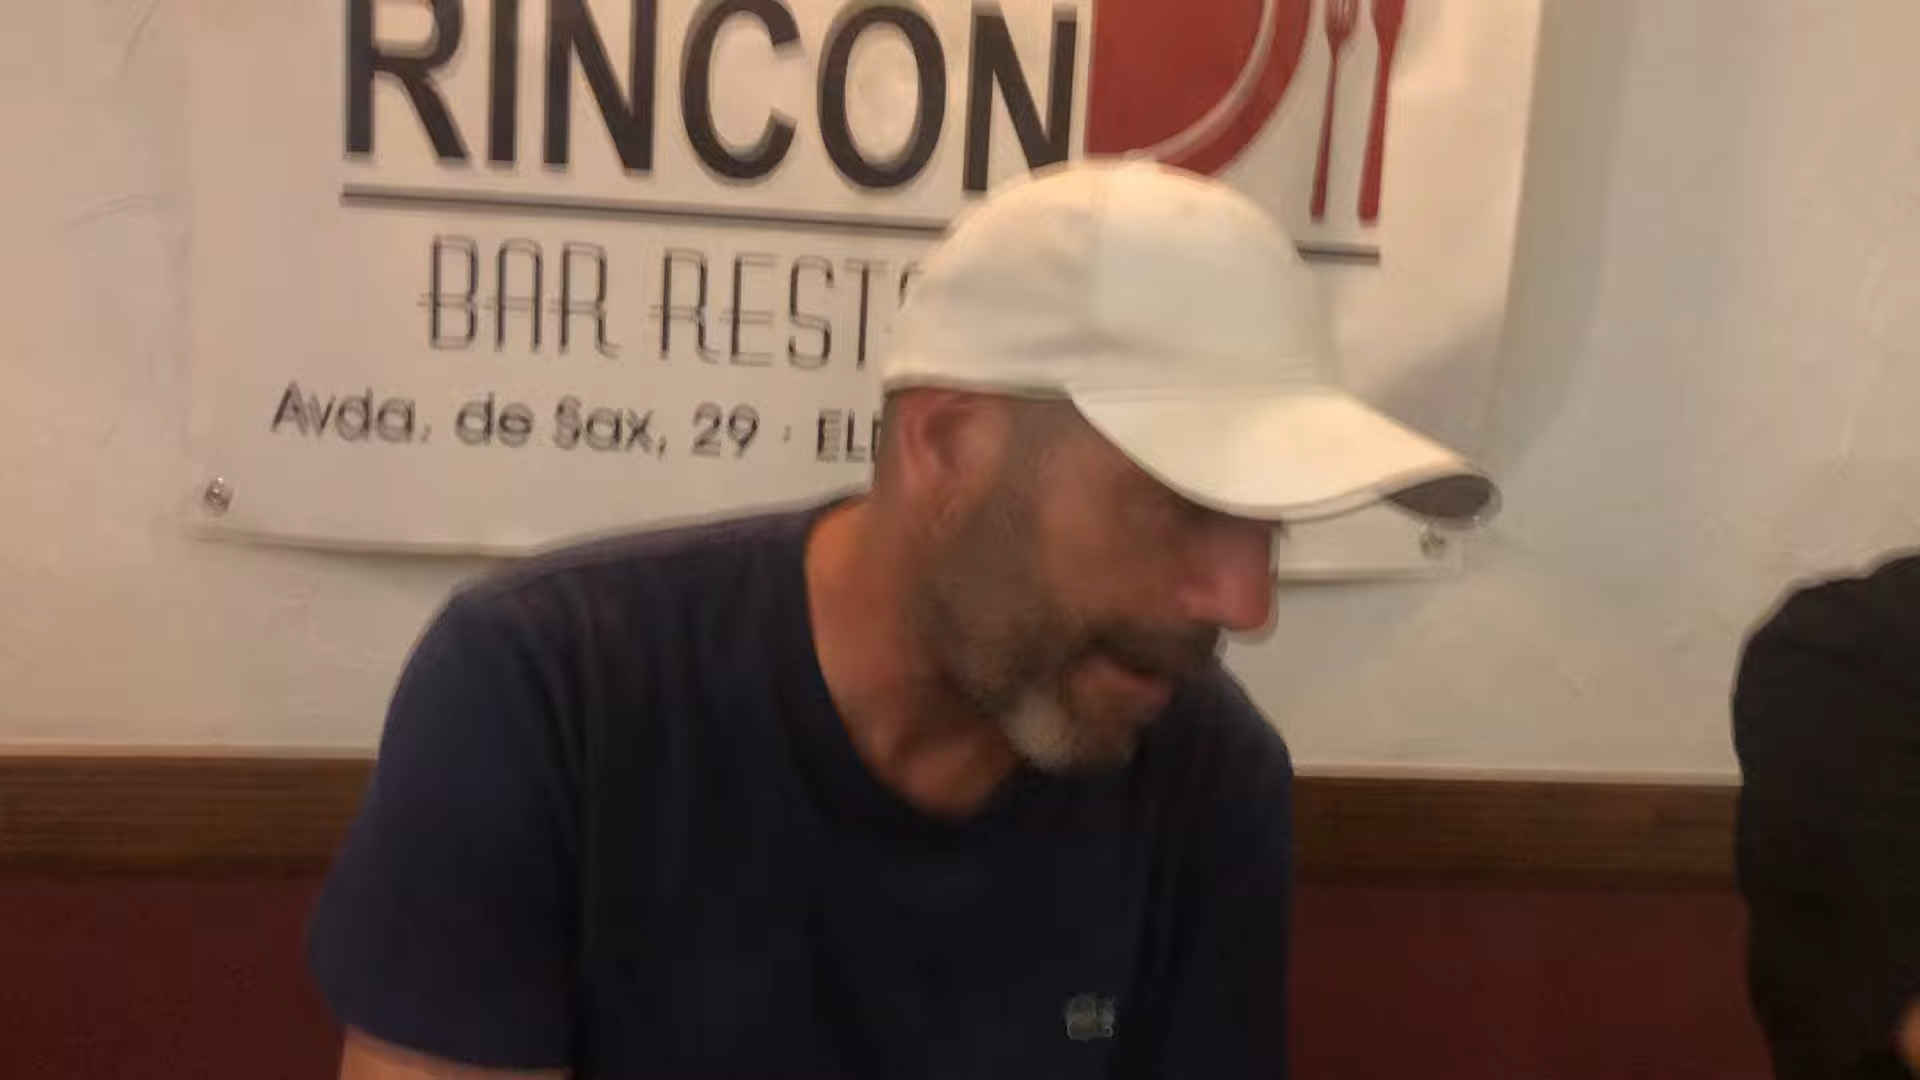 RINCON
BAR REST
Avda. de Sax, 29 · EL